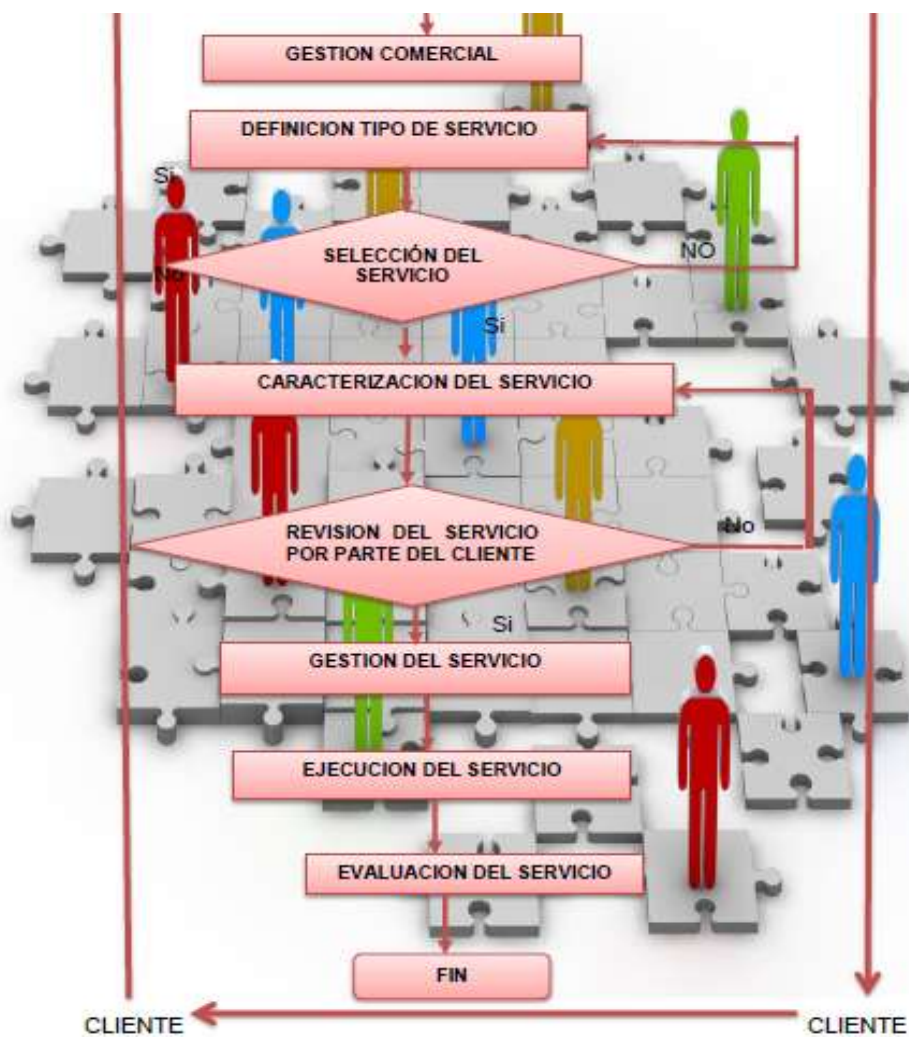 GESTION COMERCIAL
DEFINICION TIPO DE SERVICIO
Si
SELECCIÓN DEL
SERVICIO
NO
No
Si
CARACTERIZACION DEL SERVICIO
REVISION DEL SERVICIO
POR PARTE DEL CLIENTE
No
Si
GESTION DEL SERVICIO
EJECUCION DEL SERVICIO
EVALUACION DEL SERVICIO
FIN
CLIENTE
CLIENTE